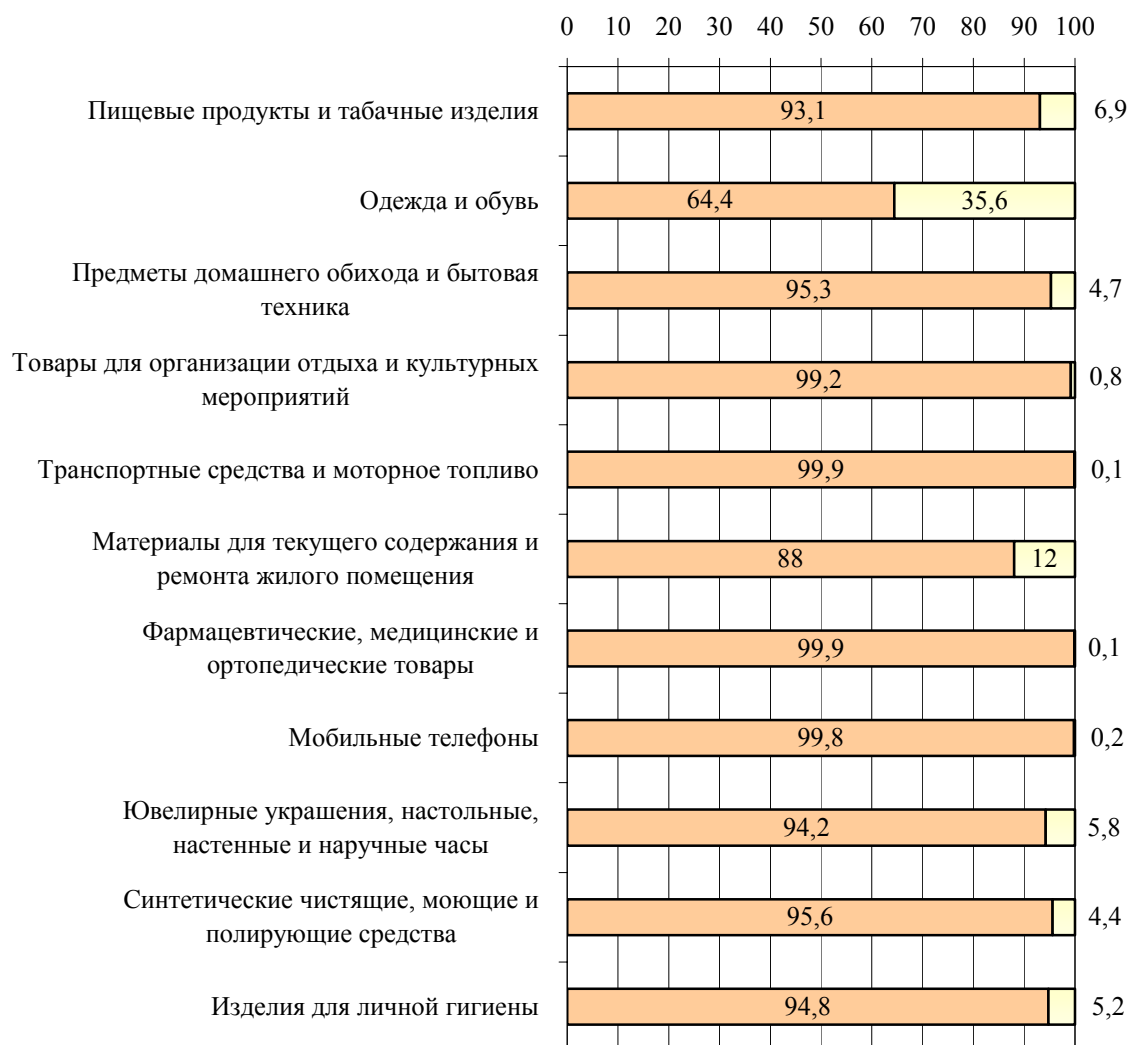 0 10 20 30 40 50 60 70 80 90 100
Пищевые продукты и табачные изделия 93,1 6,9
Одежда и обувь 64,4 35,6
Предметы домашнего обихода и бытовая
техника 95,3 4,7
Товары для организации отдыха и культурных
мероприятий 99,2 0,8
Транспортные средства и моторное топливо 99,9 0,1
Материалы для текущего содержания и
ремонта жилого помещения 88 12
Фармацевтические, медицинские и
ортопедические товары 99,9 0,1
Мобильные телефоны 99,8 0,2
Ювелирные украшения, настольные,
настенные и наручные часы 94,2 5,8
Синтетические чистящие, моющие и
полирующие средства 95,6 4,4
Изделия для личной гигиены 94,8 5,2